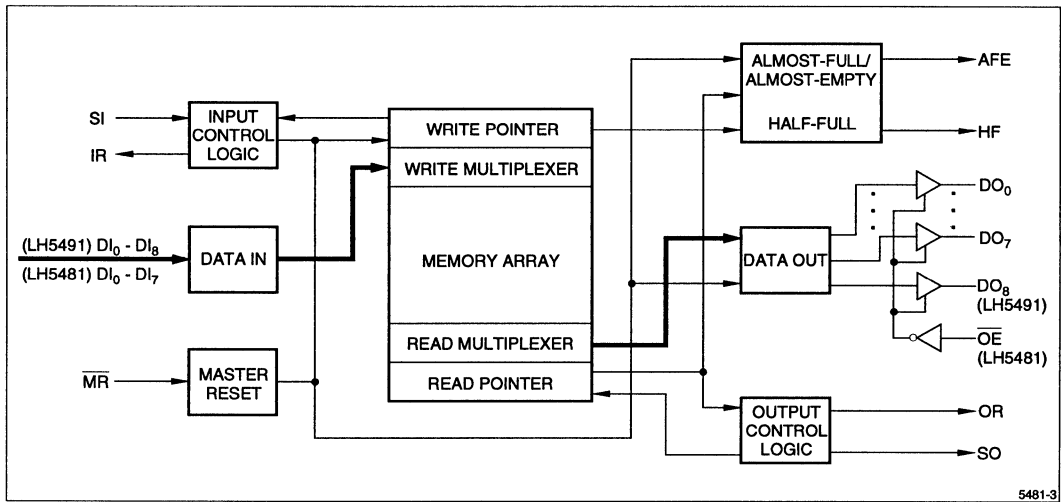 SI
IR
INPUT
CONTROL
LOGIC
(LH5491) DI0 - DI8
(LH5481) DI0 - DI7
DATA IN
MR
MASTER
RESET
WRITE POINTER
WRITE MULTIPLEXER
MEMORY ARRAY
READ MULTIPLEXER
READ POINTER
ALMOST-FULL/
ALMOST-EMPTY
HALF-FULL
AFE
HF
DATA OUT
DO0
DO7
DO8
(LH5491)
OE
(LH5481)
OUTPUT
CONTROL
LOGIC
OR
SO
5481-3